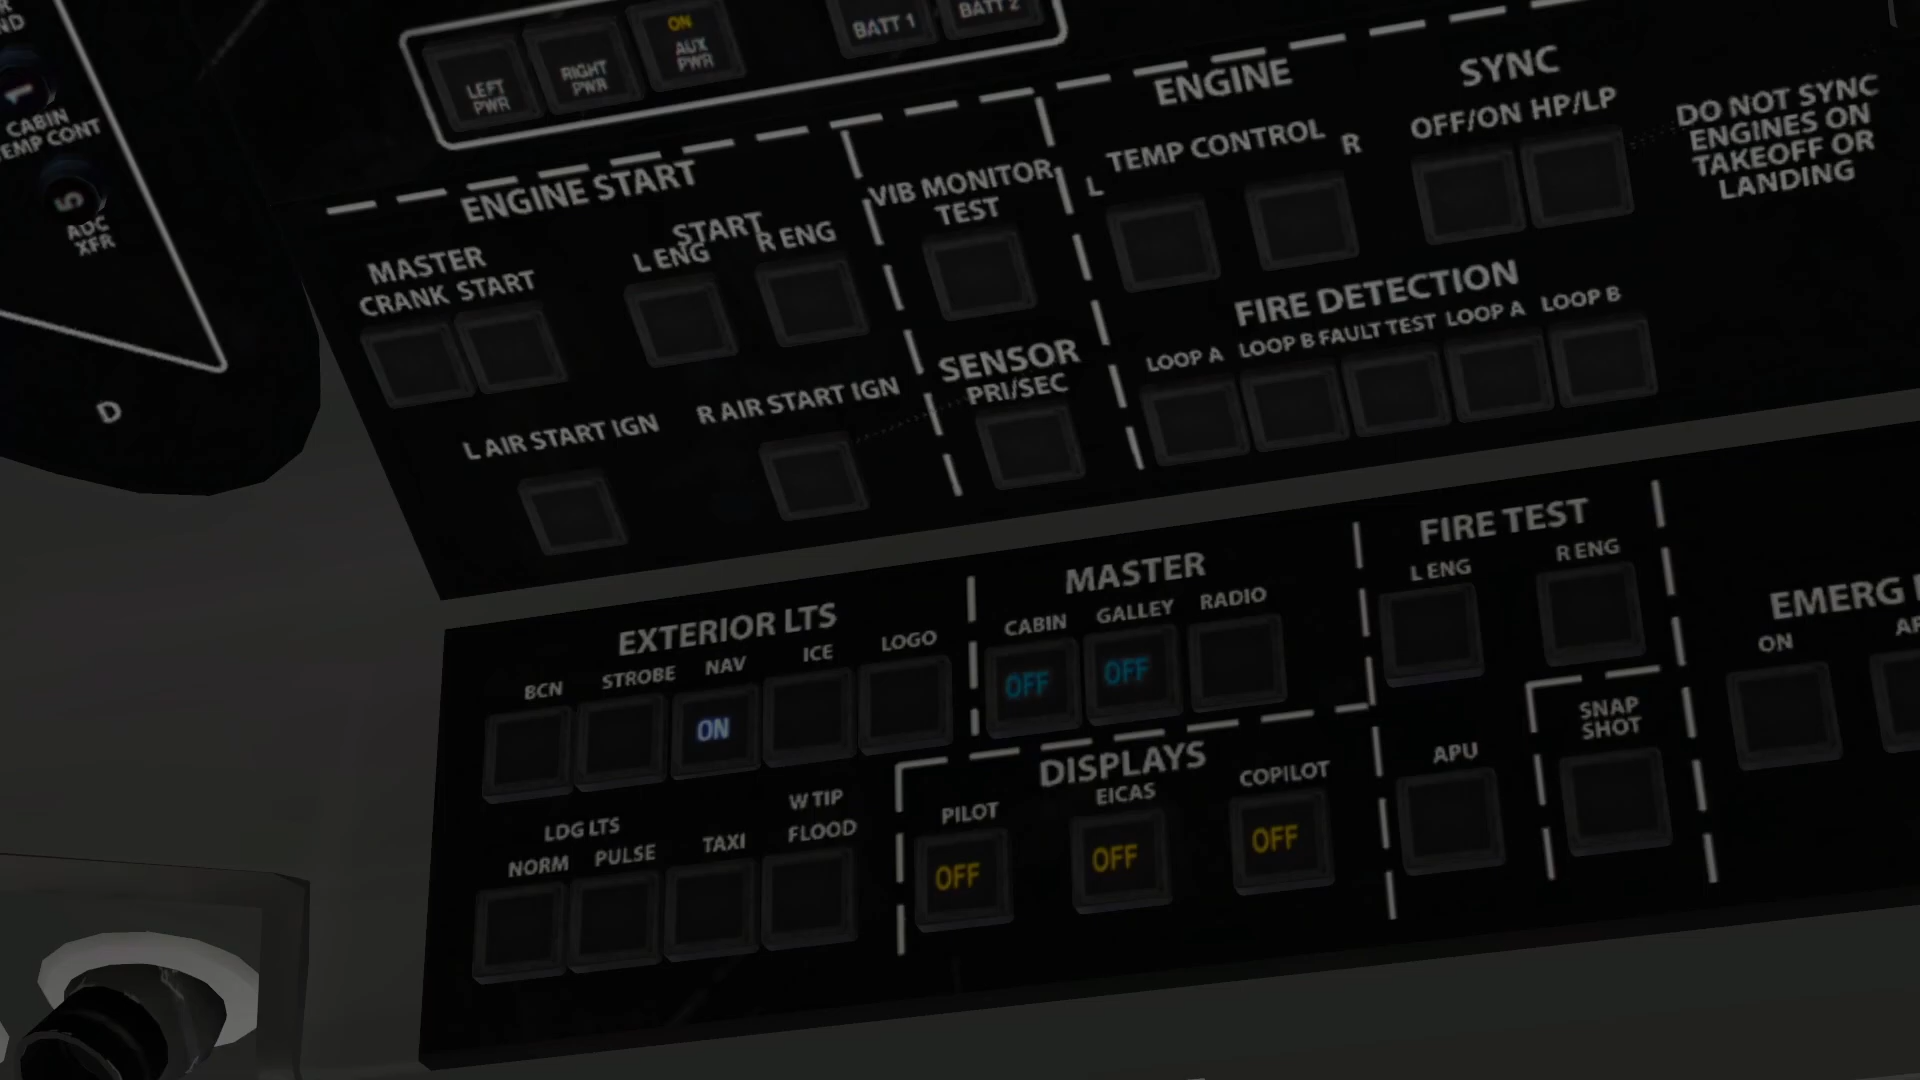 ND
1
CABIN
TEMP CONT
5
ADC
XFR
D
LEFT
PWR
RIGHT
PWR
ON
AUX
PWR
BATT 1
BATT 2
ENGINE START
MASTER
CRANK START
START
L ENG
R ENG
L AIR START IGN
R AIR START IGN
VIB MONITOR
TEST
SENSOR
PRI/SEC
ENGINE
L TEMP CONTROL R
SYNC
OFF/ON HP/LP
DO NOT SYNC
ENGINES ON
TAKEOFF OR
LANDING
FIRE DETECTION
LOOP A LOOP B FAULT TEST LOOP A LOOP B
EXTERIOR LTS
BCN STROBE NAV ICE LOGO
ON
LDG LTS
NORM PULSE TAXI
W TIP
FLOOD
MASTER
CABIN GALLEY RADIO
OFF OFF
DISPLAYS
PILOT EICAS COPILOT
OFF OFF OFF
FIRE TEST
L ENG R ENG
APU
SNAP
SHOT
EMERG
ON